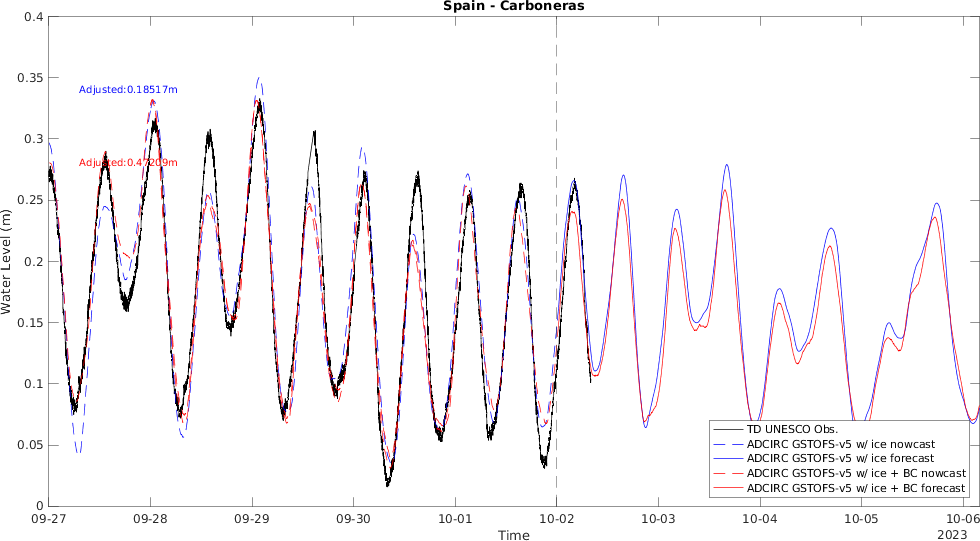 Spain - Carboneras
0.4
0.35
0.3
0.25
0.2
0.15
0.1
0.05
0
Water Level (m)
Adjusted:0.18517m
Adjusted:0.47209m
TD UNESCO Obs.
ADCIRC GSTOFS-v5 w/ ice nowcast
ADCIRC GSTOFS-v5 w/ ice forecast
ADCIRC GSTOFS-v5 w/ ice + BC nowcast
ADCIRC GSTOFS-v5 w/ ice + BC forecast
09-27 09-28 09-29 09-30 10-01 10-02 10-03 10-04 10-05 10-06
Time
2023